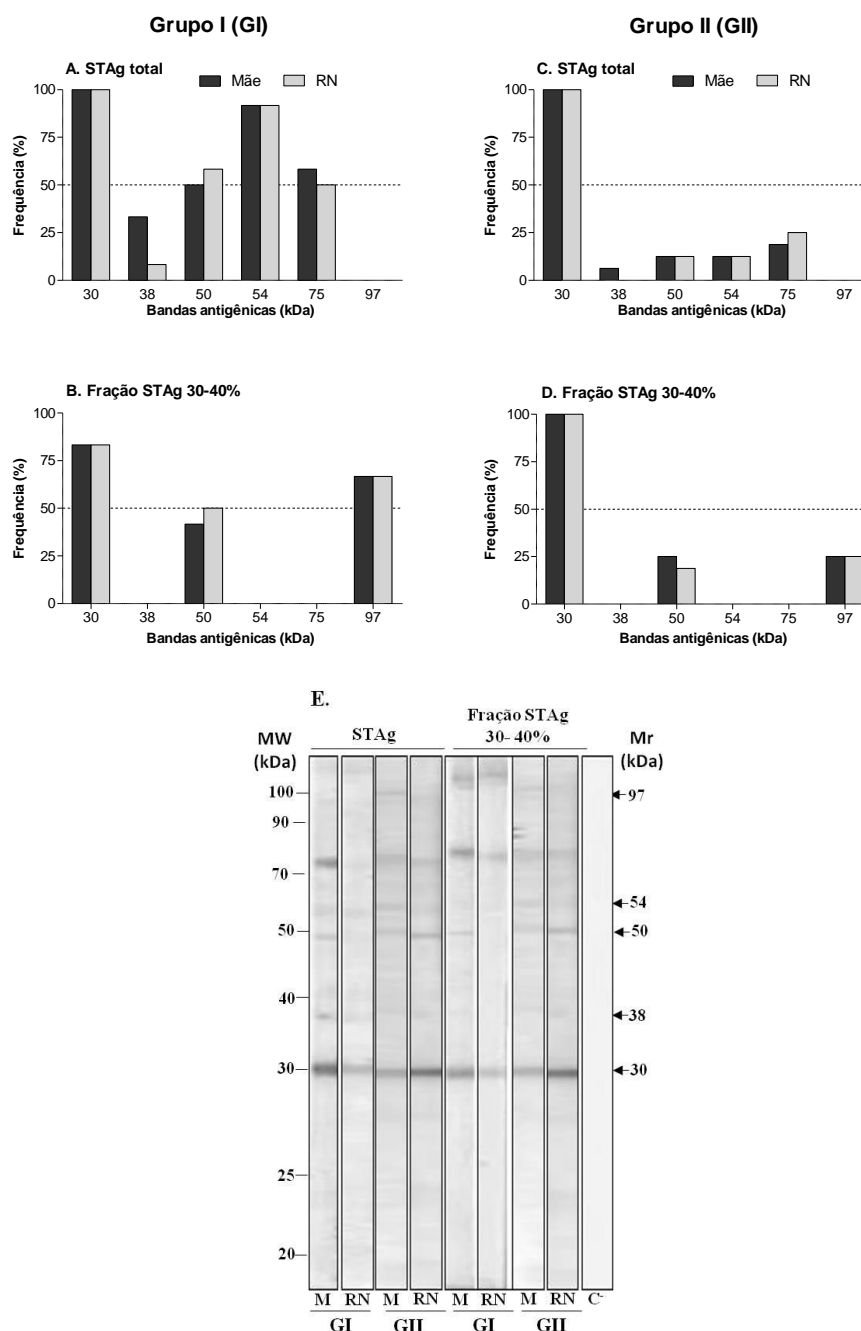 Grupo I (GI)
Grupo II (GII)
A. STAg total
Mãe RN
Frequência (%)
100
75
50
25
0
30 38 50 54 75 97
Bandas antigênicas (kDa)
C. STAg total
Mãe RN
Frequência (%)
100
75
50
25
0
30 38 50 54 75 97
Bandas antigênicas (kDa)
B. Fração STAg 30-40%
Frequência (%)
100
75
50
25
0
30 38 50 54 75 97
Bandas antigênicas (kDa)
D. Fração STAg 30-40%
Frequência (%)
100
75
50
25
0
30 38 50 54 75 97
Bandas antigênicas (kDa)
E.
MW
(kDa)
STAg
Fração STAg
30- 40%
Mr
(kDa)
100
90
70
50
40
30
25
20
97
54
50
38
30
M RN M RN M RN M RN C-
GI GII GI GII